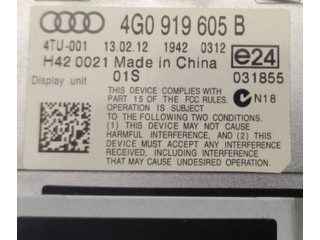 4G0 919 605 B
4TU-001 13.02.12 1942 0312
H42 0021 Made in China
e24
Display unit 01S 031855
THIS DEVICE COMPLIES WITH
PART 15 OF THE FCC RULES.
OPERATION IS SUBJECT
TO THE FOLLOWING
TWO CONDITIONS:
(1) THIS DEVICE MAY NOT CAUSE
HARMFUL INTERFERENCE, AND (2)
THIS DEVICE MUST ACCEPT ANY
INTERFERENCE RECEIVED,
INCLUDING INTERFERENCE THAT
MAY CAUSE UNDESIRED OPERATION.
N18